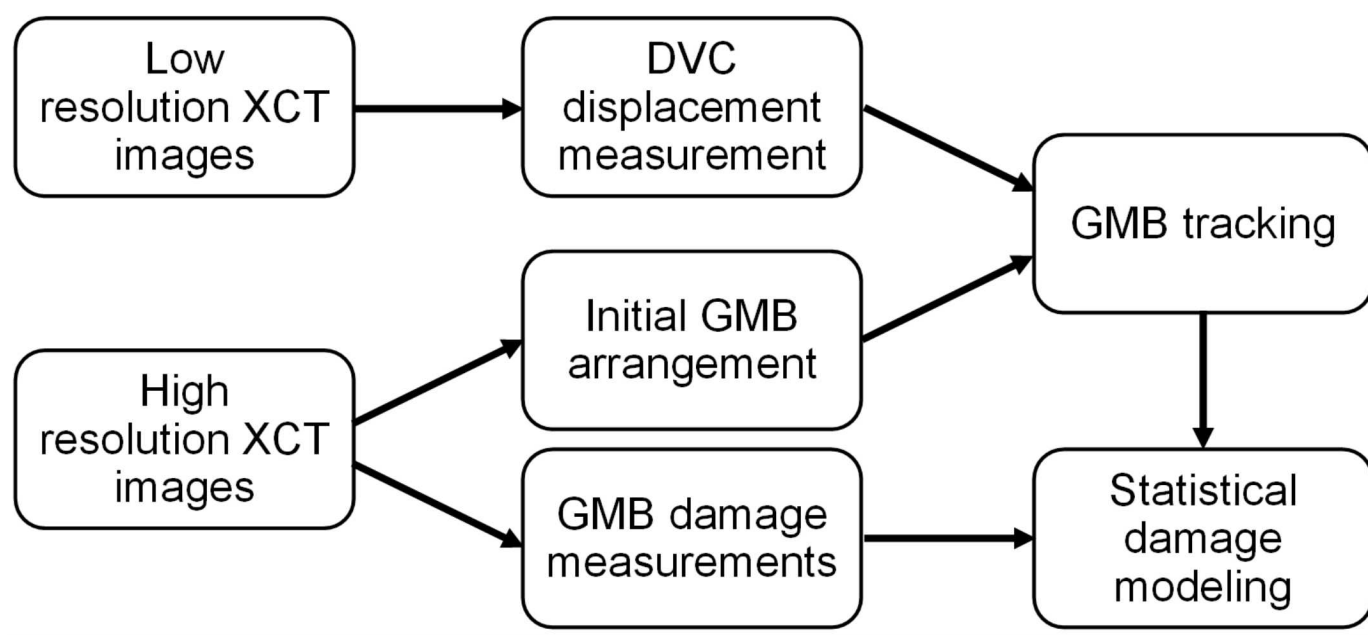 Low
resolution XCT
images
DVC
displacement
measurement
GMB tracking
Initial GMB
arrangement
High
resolution XCT
images
GMB damage
measurements
Statistical
damage
modeling